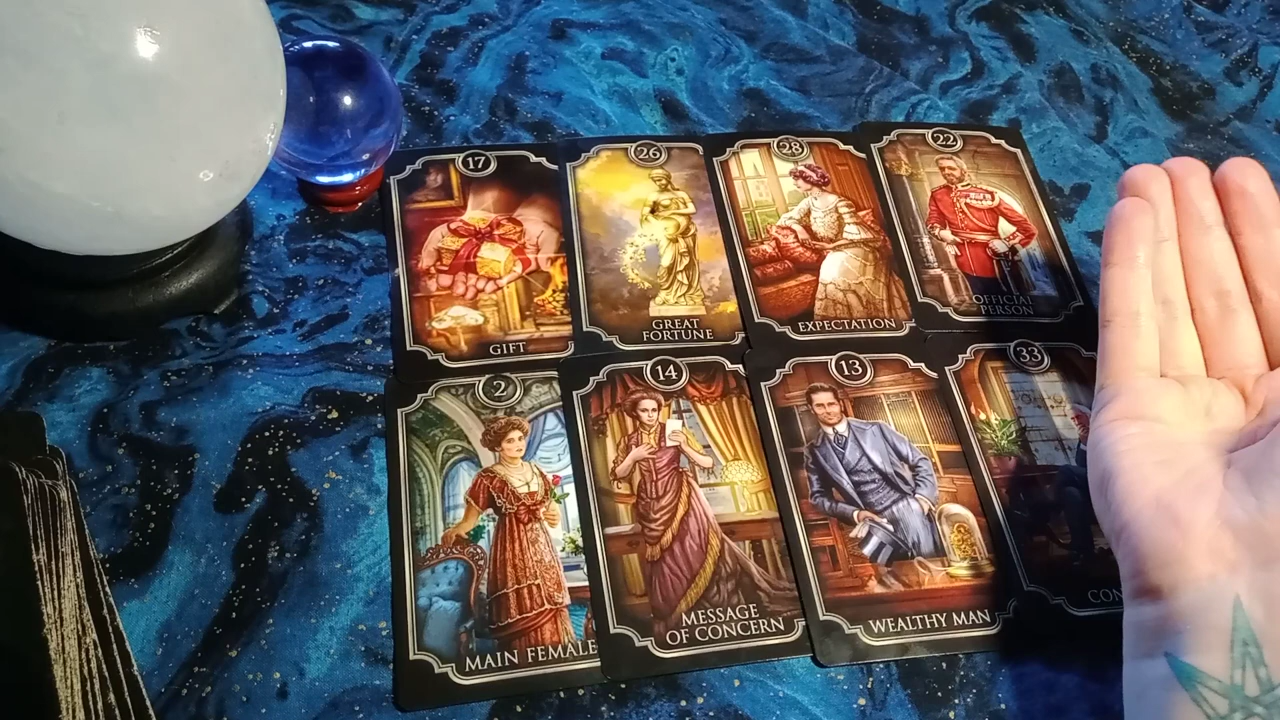 17
GIFT
26
GREAT
FORTUNE
28
EXPECTATION
22
OFFICIAL
PERSON
2
MAIN FEMALE
14
MESSAGE
OF CONCERN
13
WEALTHY MAN
33